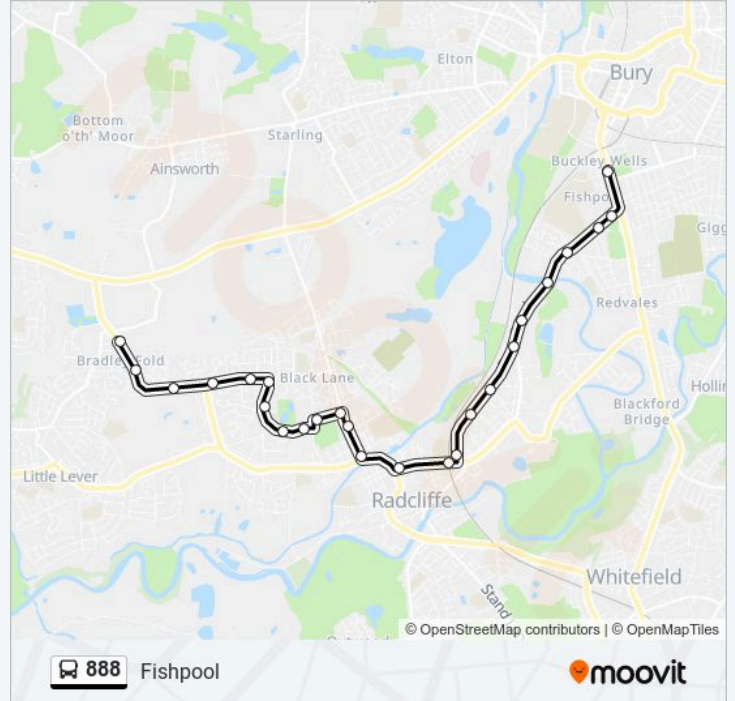 Elton
Bury
Bottom
o'th' Moor
Starling
Ainsworth
Buckley Wells
Fishpo
Gigg
Redvales
Bradley Fold
Black Lane
Hollin
Blackford
Bridge
Little Lever
Radcliffe
Whitefield
Stand
© OpenStreetMap contributors | © OpenMapTiles
888 Fishpool
moovit